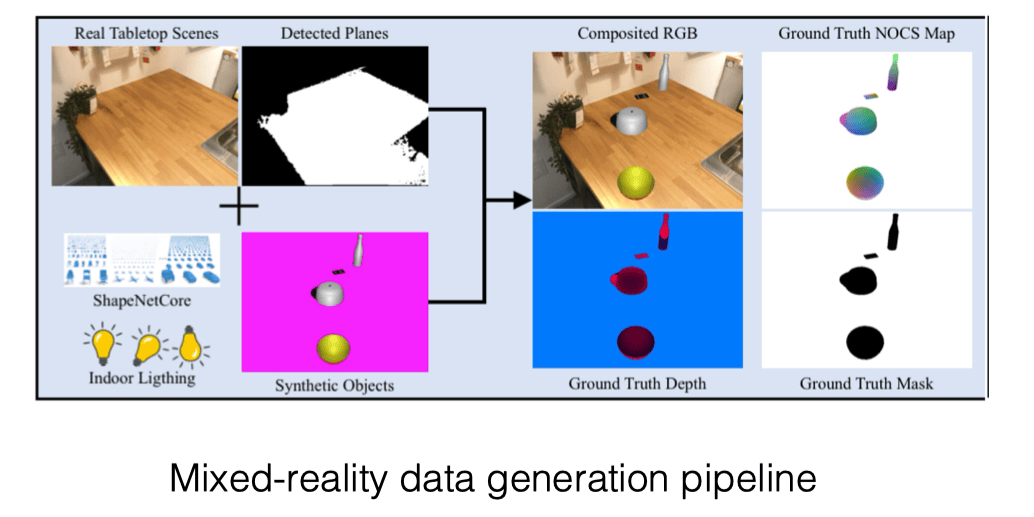 Real Tabletop Scenes
Detected Planes
Composited RGB
Ground Truth NOCS Map
ShapeNetCore
Indoor Ligthing
Synthetic Objects
Ground Truth Depth
Ground Truth Mask
Mixed-reality data generation pipeline